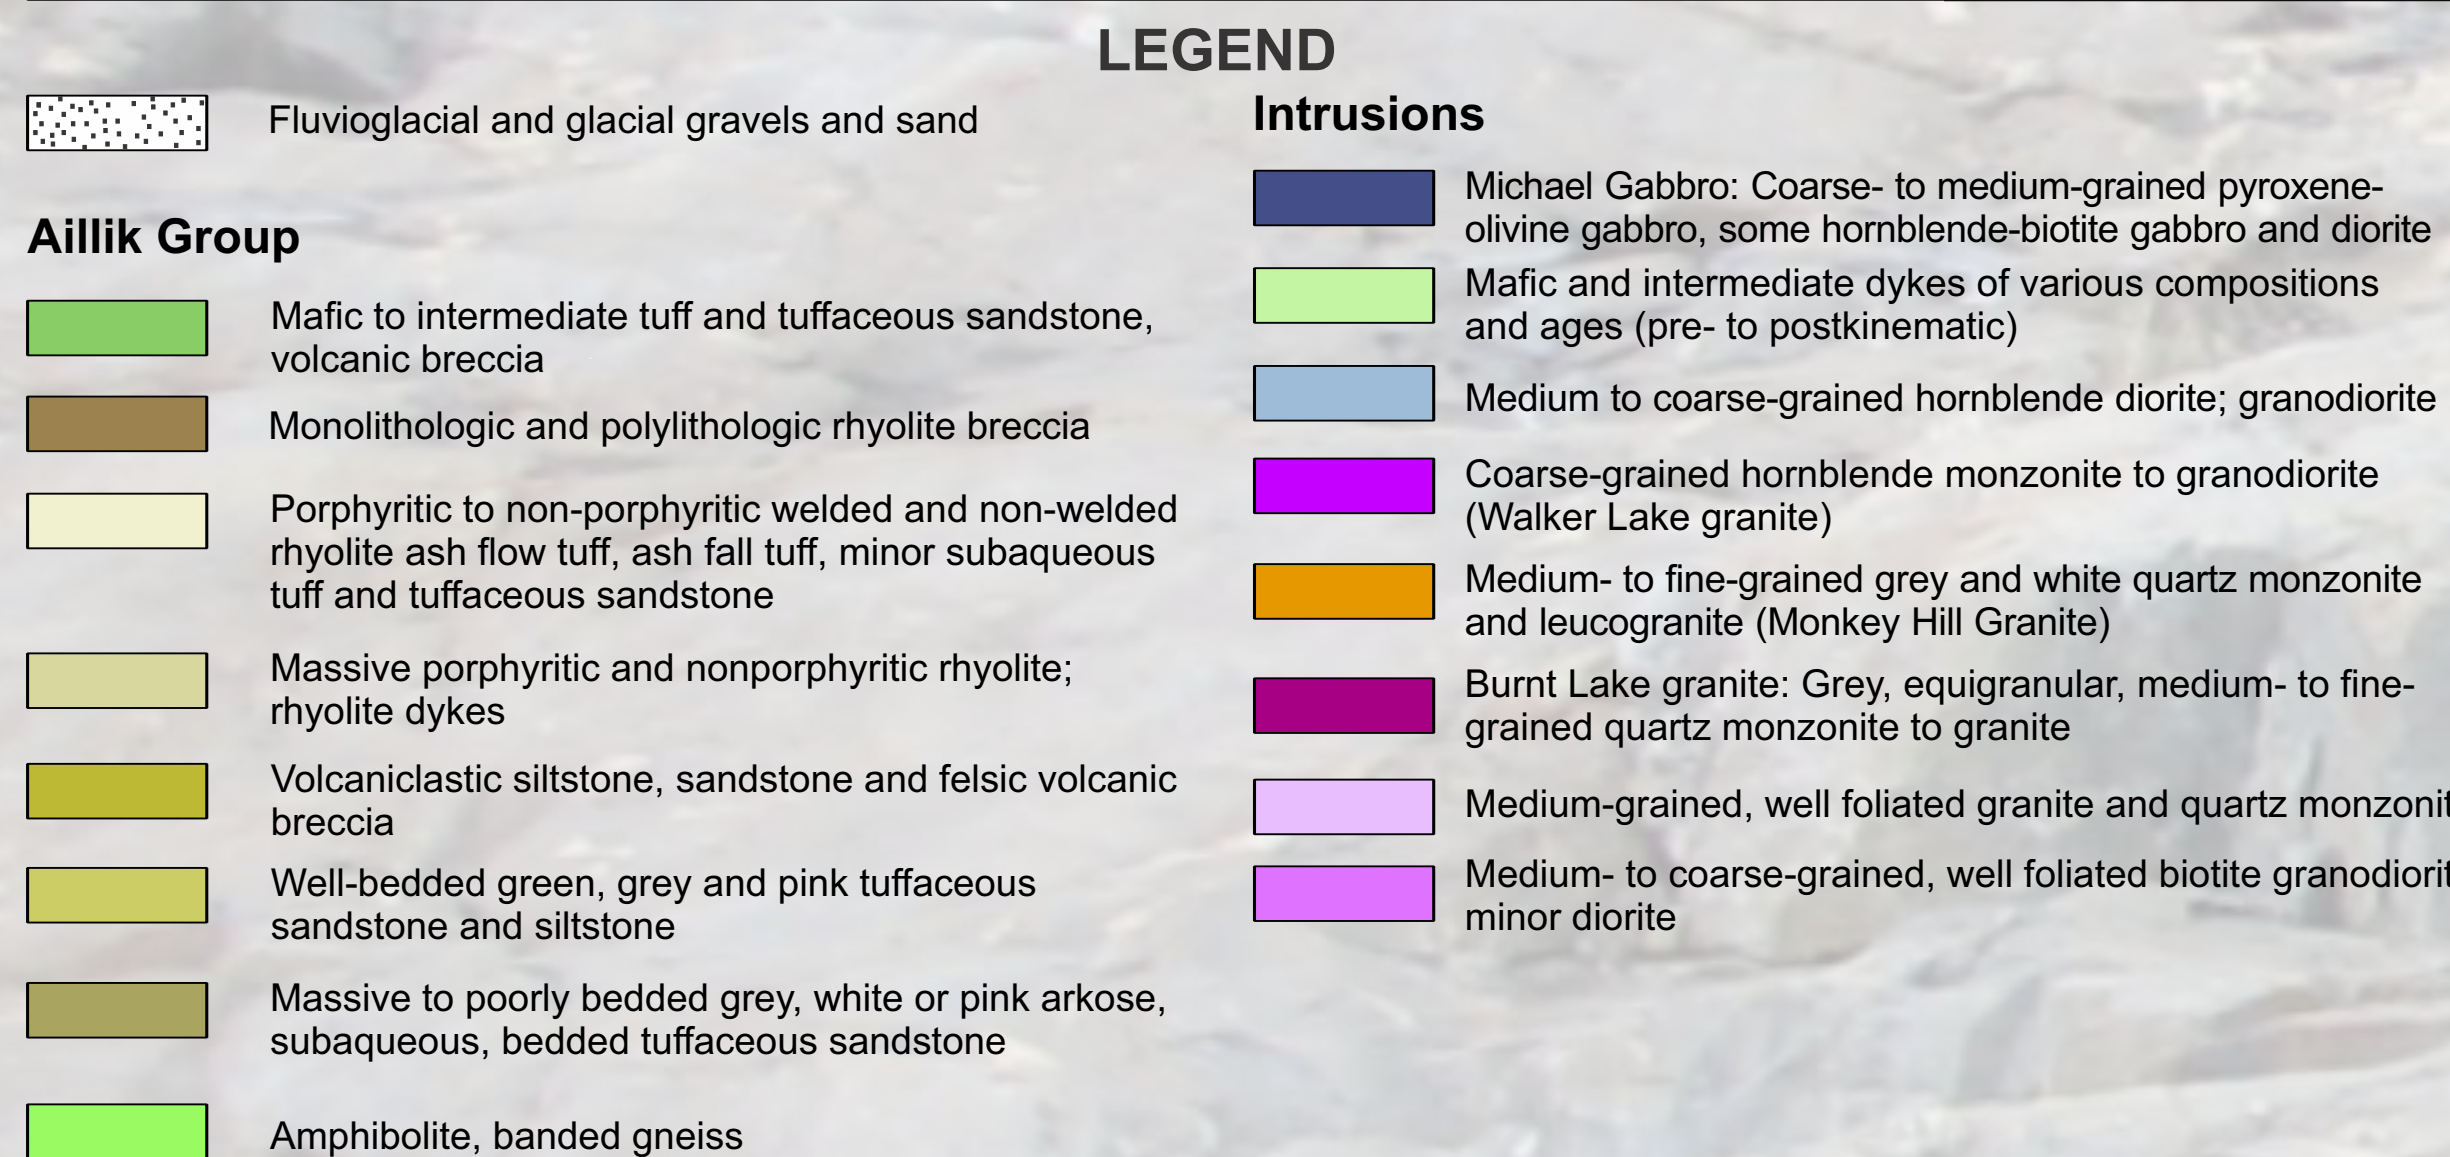 LEGEND
Fluvioglacial and glacial gravels and sand
Aillik Group
Mafic to intermediate tuff and tuffaceous sandstone,
volcanic breccia
Monolithologic and polylithologic rhyolite breccia
Porphyritic to non-porphyritic welded and non-welded
rhyolite ash flow tuff, ash fall tuff, minor subaqueous
tuff and tuffaceous sandstone
Massive porphyritic and nonporphyritic rhyolite;
rhyolite dykes
Volcaniclastic siltstone, sandstone and felsic volcanic
breccia
Well-bedded green, grey and pink tuffaceous
sandstone and siltstone
Massive to poorly bedded grey, white or pink arkose,
subaqueous, bedded tuffaceous sandstone
Amphibolite, banded gneiss
Intrusions
Michael Gabbro: Coarse- to medium-grained pyroxene-
olivine gabbro, some hornblende-biotite gabbro and diorite
Mafic and intermediate dykes of various compositions
and ages (pre- to postkinematic)
Medium to coarse-grained hornblende diorite; granodiorite
Coarse-grained hornblende monzonite to granodiorite
(Walker Lake granite)
Medium- to fine-grained grey and white quartz monzonite
and leucogranite (Monkey Hill Granite)
Burnt Lake granite: Grey, equigranular, medium- to fine-
grained quartz monzonite to granite
Medium-grained, well foliated granite and quartz monzonit
Medium- to coarse-grained, well foliated biotite granodiorit
minor diorite